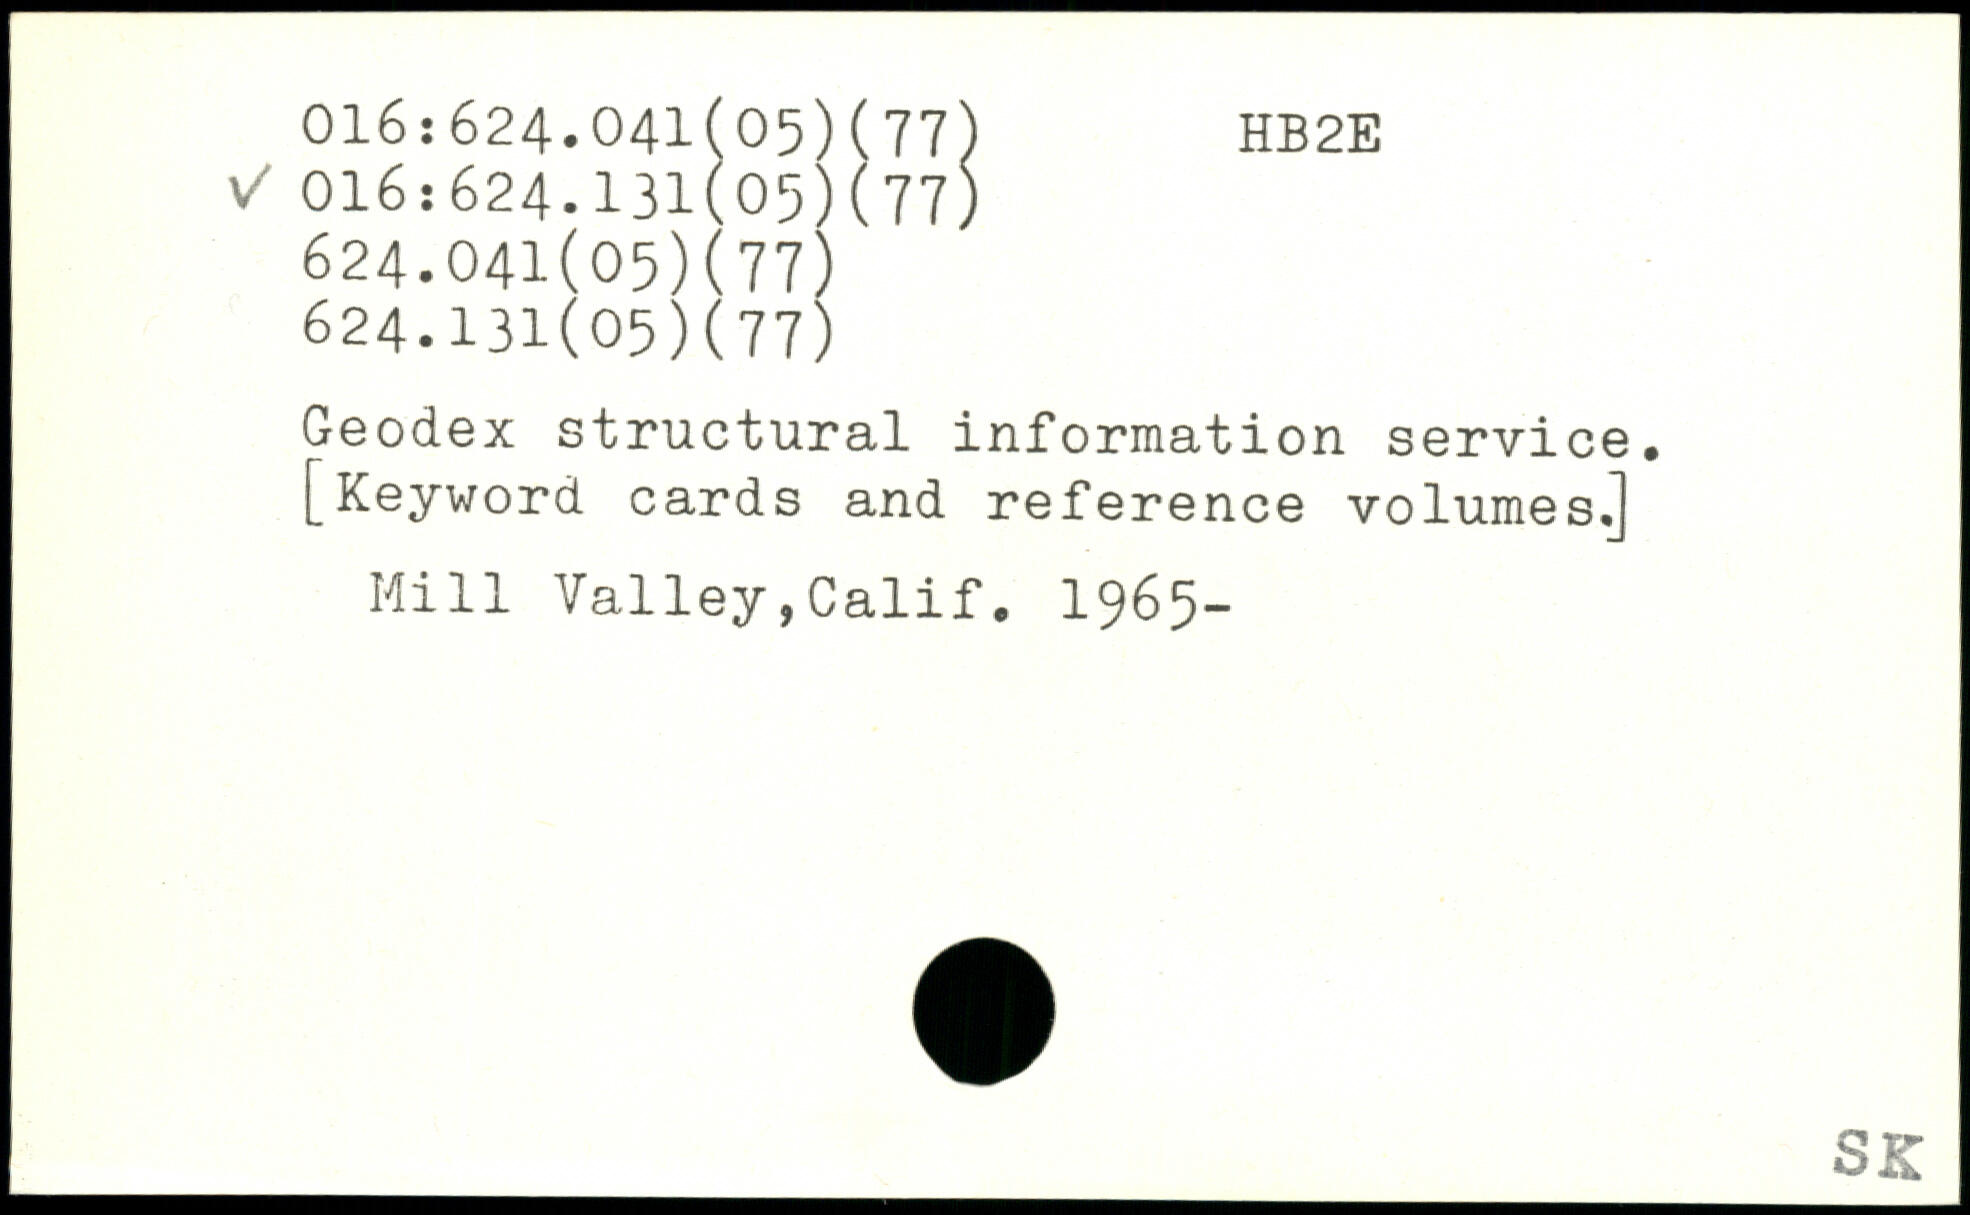 016:624.041(05)(77) HB2E
✓ 016:624.131(05)(77)
624.041(05)(77)
624.131(05)(77)
Geodex structural information service.
[Keyword cards and reference volumes.]
Mill Valley,Calif. 1965-
SK